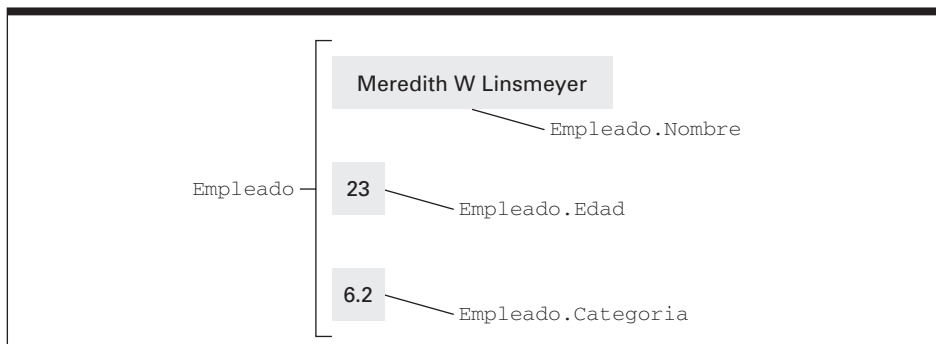 Meredith W Linsmeyer
Empleado.Nombre
Empleado
23
Empleado.Edad
6.2
Empleado.Categoria